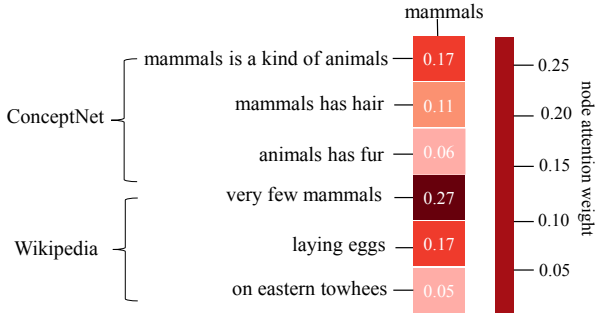 mammals
mammals is a kind of animals 0.17
ConceptNet
mammals has hair 0.11
animals has fur 0.06
very few mammals 0.27
Wikipedia
laying eggs 0.17
on eastern towhees 0.05
0.25
0.20
0.15
0.10
0.05
node attention weight